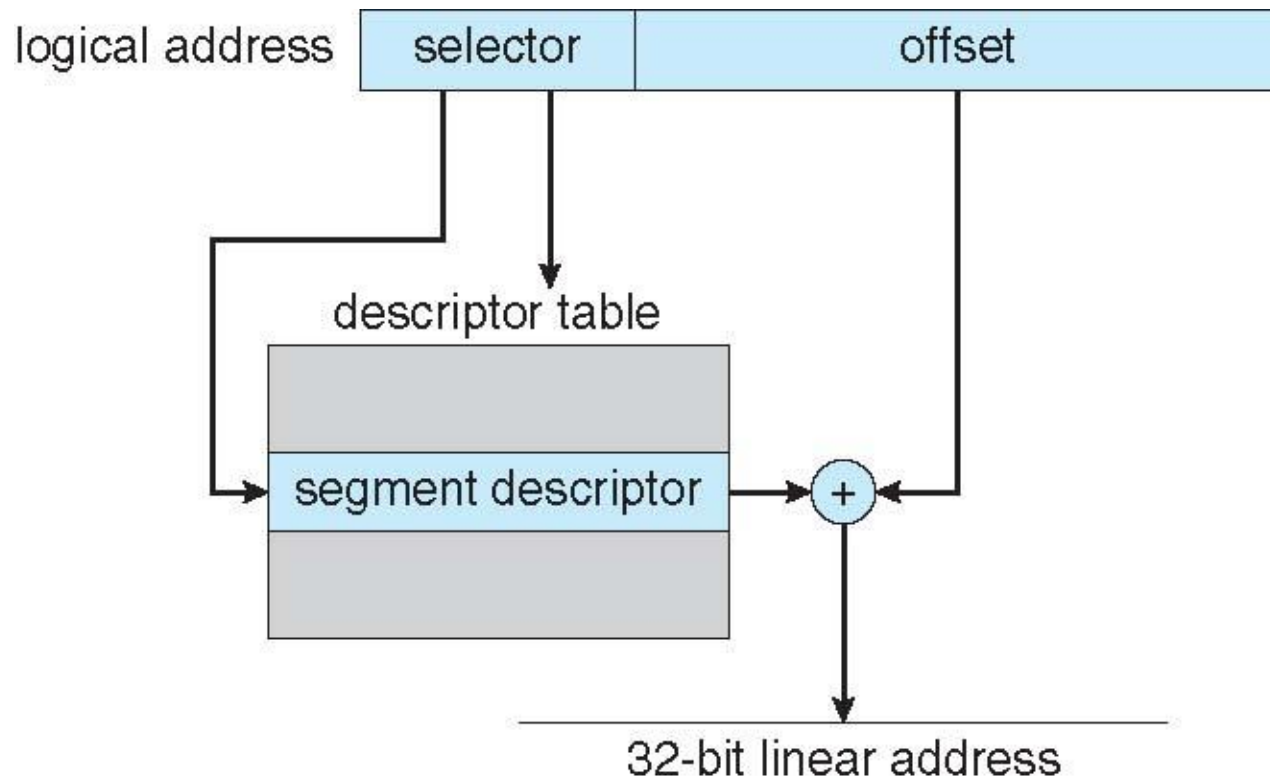 logical address selector offset
descriptor table
segment descriptor +
32-bit linear address